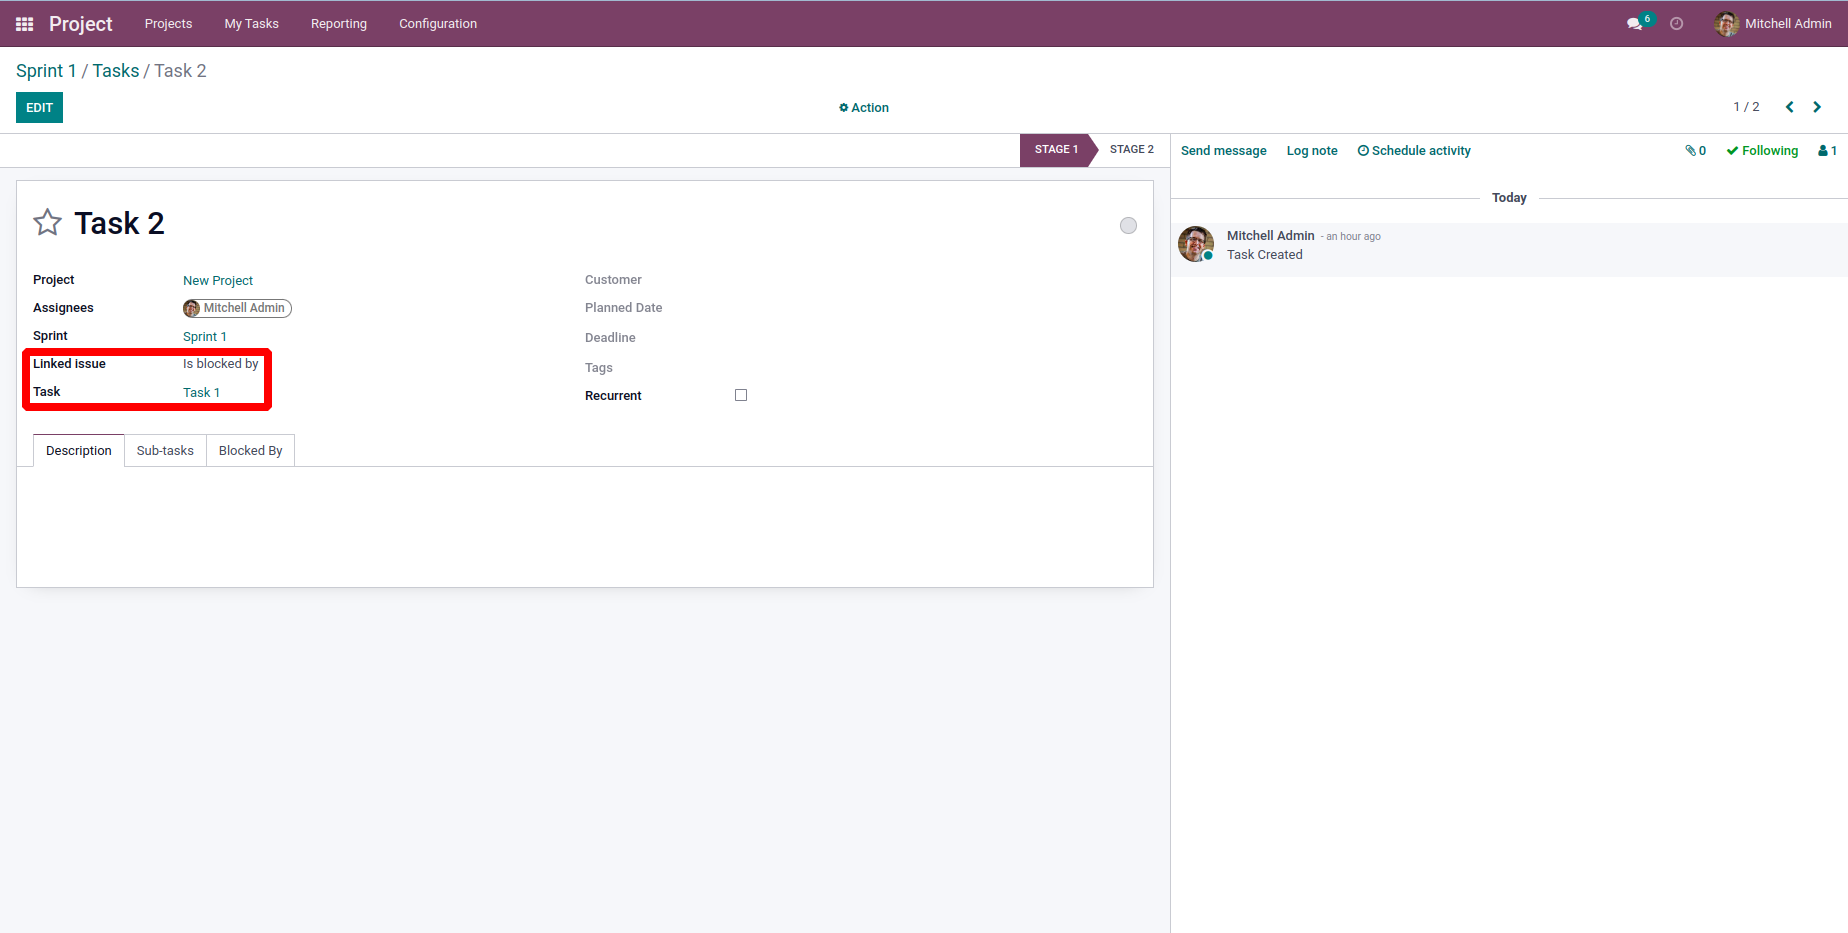 Project Projects My Tasks Reporting Configuration 6 Mitchell Admin
Sprint 1 / Tasks / Task 2
EDIT Action 1 / 2
STAGE 1 STAGE 2 Send message Log note Schedule activity 0 Following 1
Today
Task 2
Mitchell Admin - an hour ago
Task Created
Project New Project Customer
Assignees Mitchell Admin Planned Date
Sprint Sprint 1 Deadline
Linked issue Is blocked by Tags
Task Task 1 Recurrent
Description Sub-tasks Blocked By